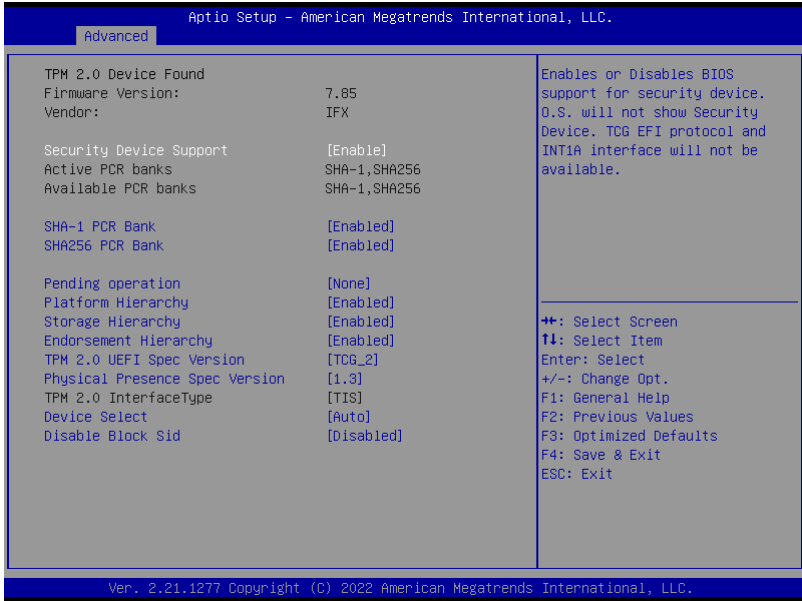 Aptio Setup - American Megatrends International, LLC.
Advanced
TPM 2.0 Device Found
Firmware Version: 7.85
Vendor: IFX
Security Device Support [Enable]
Active PCR banks SHA-1,SHA256
Available PCR banks SHA-1,SHA256
SHA-1 PCR Bank [Enabled]
SHA256 PCR Bank [Enabled]
Pending operation [None]
Platform Hierarchy [Enabled]
Storage Hierarchy [Enabled]
Endorsement Hierarchy [Enabled]
TPM 2.0 UEFI Spec Version [TCG_2]
Physical Presence Spec Version [1.3]
TPM 2.0 InterfaceType [TIS]
Device Select [Auto]
Disable Block Sid [Disabled]
Enables or Disables BIOS
support for security device.
O.S. will not show Security
Device. TCG EFI protocol and
INT1A interface will not be
available.
→←: Select Screen
↑↓: Select Item
Enter: Select
+/-: Change Opt.
F1: General Help
F2: Previous Values
F3: Optimized Defaults
F4: Save & Exit
ESC: Exit
Ver. 2.21.1277 Copyright (C) 2022 American Megatrends International, LLC.